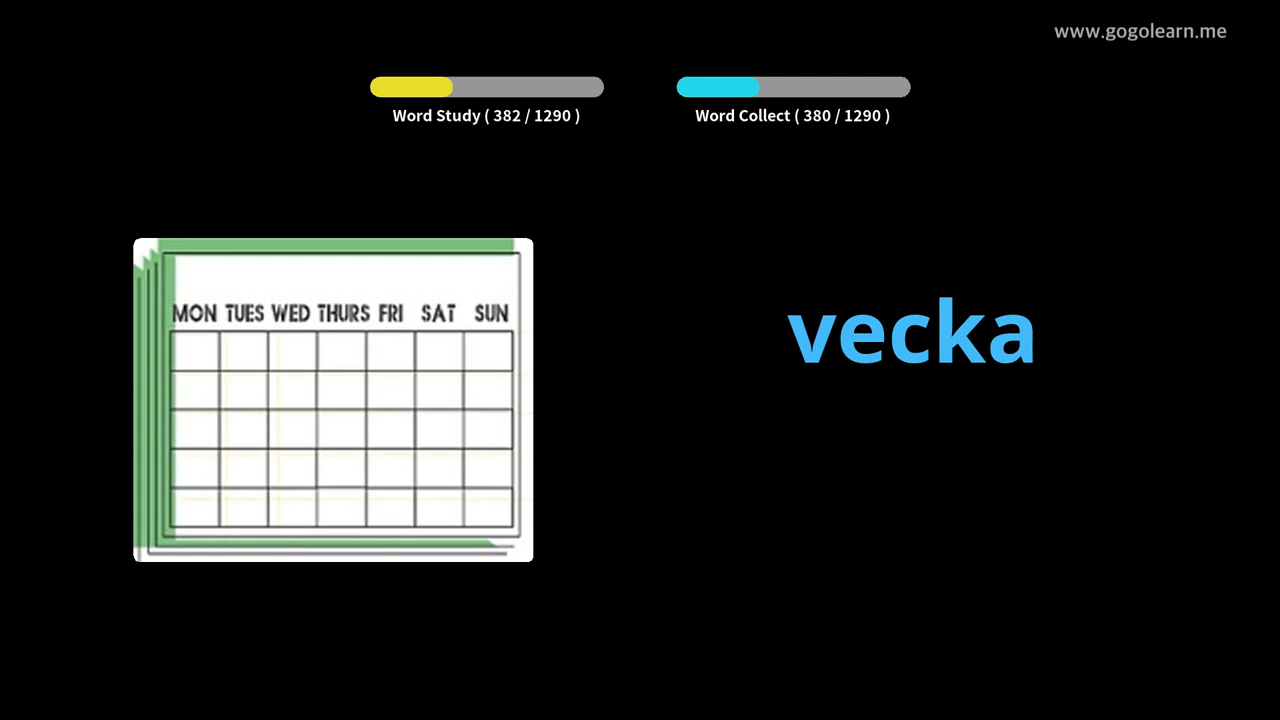 www.gogolearn.me
Word Study ( 382 / 1290 )
Word Collect ( 380 / 1290 )
MON TUES WED THURS FRI SAT SUN
vecka